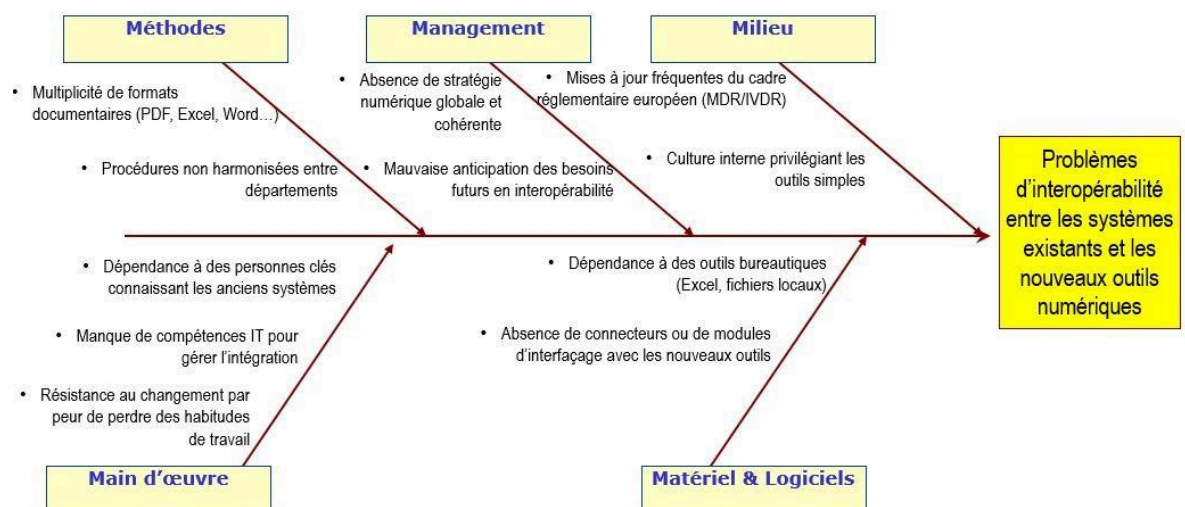 Méthodes
Management
Milieu
• Multiplicité de formats
documentaires (PDF, Excel, Word…)
• Procédures non harmonisées entre
départements
• Absence de stratégie
numérique globale et
cohérente
• Mauvaise anticipation des besoins
futurs en interopérabilité
• Mises à jour fréquentes du cadre
réglementaire européen (MDR/IVDR)
• Culture interne privilégiant les
outils simples
Problèmes
d’interopérabilité
entre les systèmes
existants et les
nouveaux outils
numériques
• Dépendance à des personnes clés
connaissant les anciens systèmes
• Manque de compétences IT pour
gérer l’intégration
• Résistance au changement par
peur de perdre des habitudes
de travail
• Dépendance à des outils bureautiques
(Excel, fichiers locaux)
• Absence de connecteurs ou de modules
d’interfaçage avec les nouveaux outils
Main d’œuvre
Matériel & Logiciels